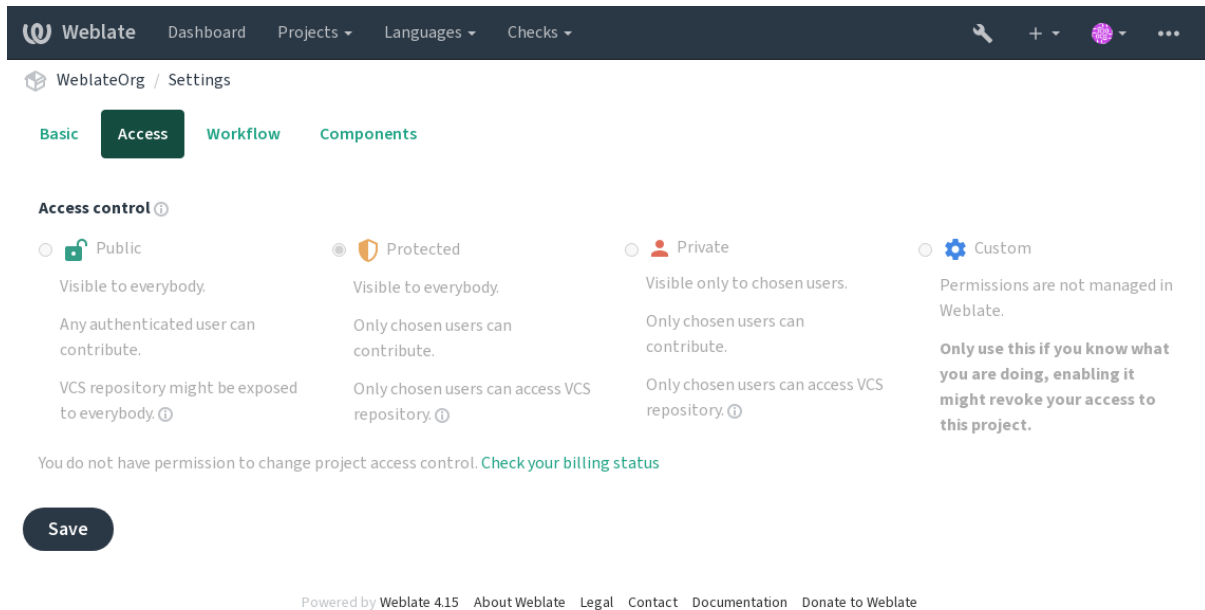 Weblate Dashboard Projects Languages Checks
WeblateOrg / Settings
Basic Access Workflow Components
Access control
Public
Visible to everybody.
Any authenticated user can
contribute.
VCS repository might be exposed
to everybody.
Protected
Visible to everybody.
Only chosen users can
contribute.
Only chosen users can access VCS
repository.
Private
Visible only to chosen users.
Only chosen users can
contribute.
Only chosen users can access VCS
repository.
Custom
Permissions are not managed in
Weblate.
Only use this if you know what
you are doing, enabling it
might revoke your access to
this project.
You do not have permission to change project access control. Check your billing status
Save
Powered by Weblate 4.15 About Weblate Legal Contact Documentation Donate to Weblate